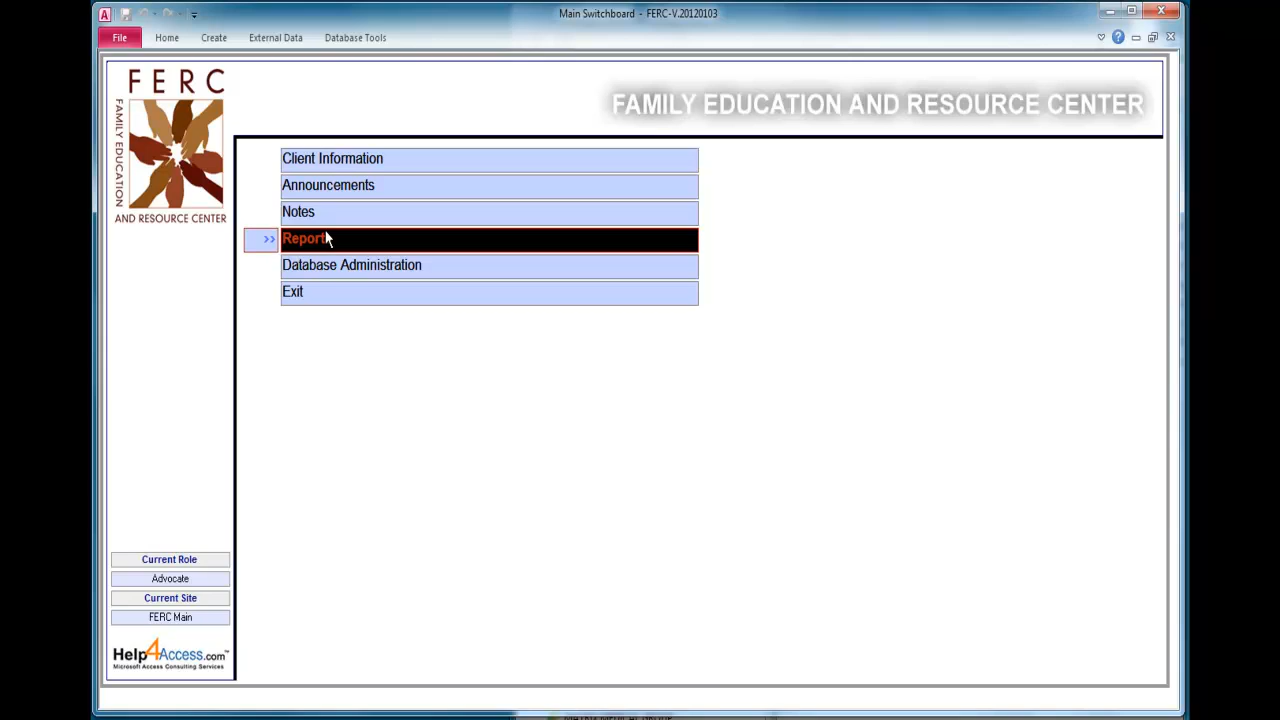 Main Switchboard - FERC-V.20120103
File Home Create External Data Database Tools
FERC
FAMILY EDUCATION
AND RESOURCE CENTER
FAMILY EDUCATION AND RESOURCE CENTER
Client Information
Announcements
Notes
>> Report
Database Administration
Exit
Current Role
Advocate
Current Site
FERC Main
Help4Access.com™
Microsoft Access Consulting Services